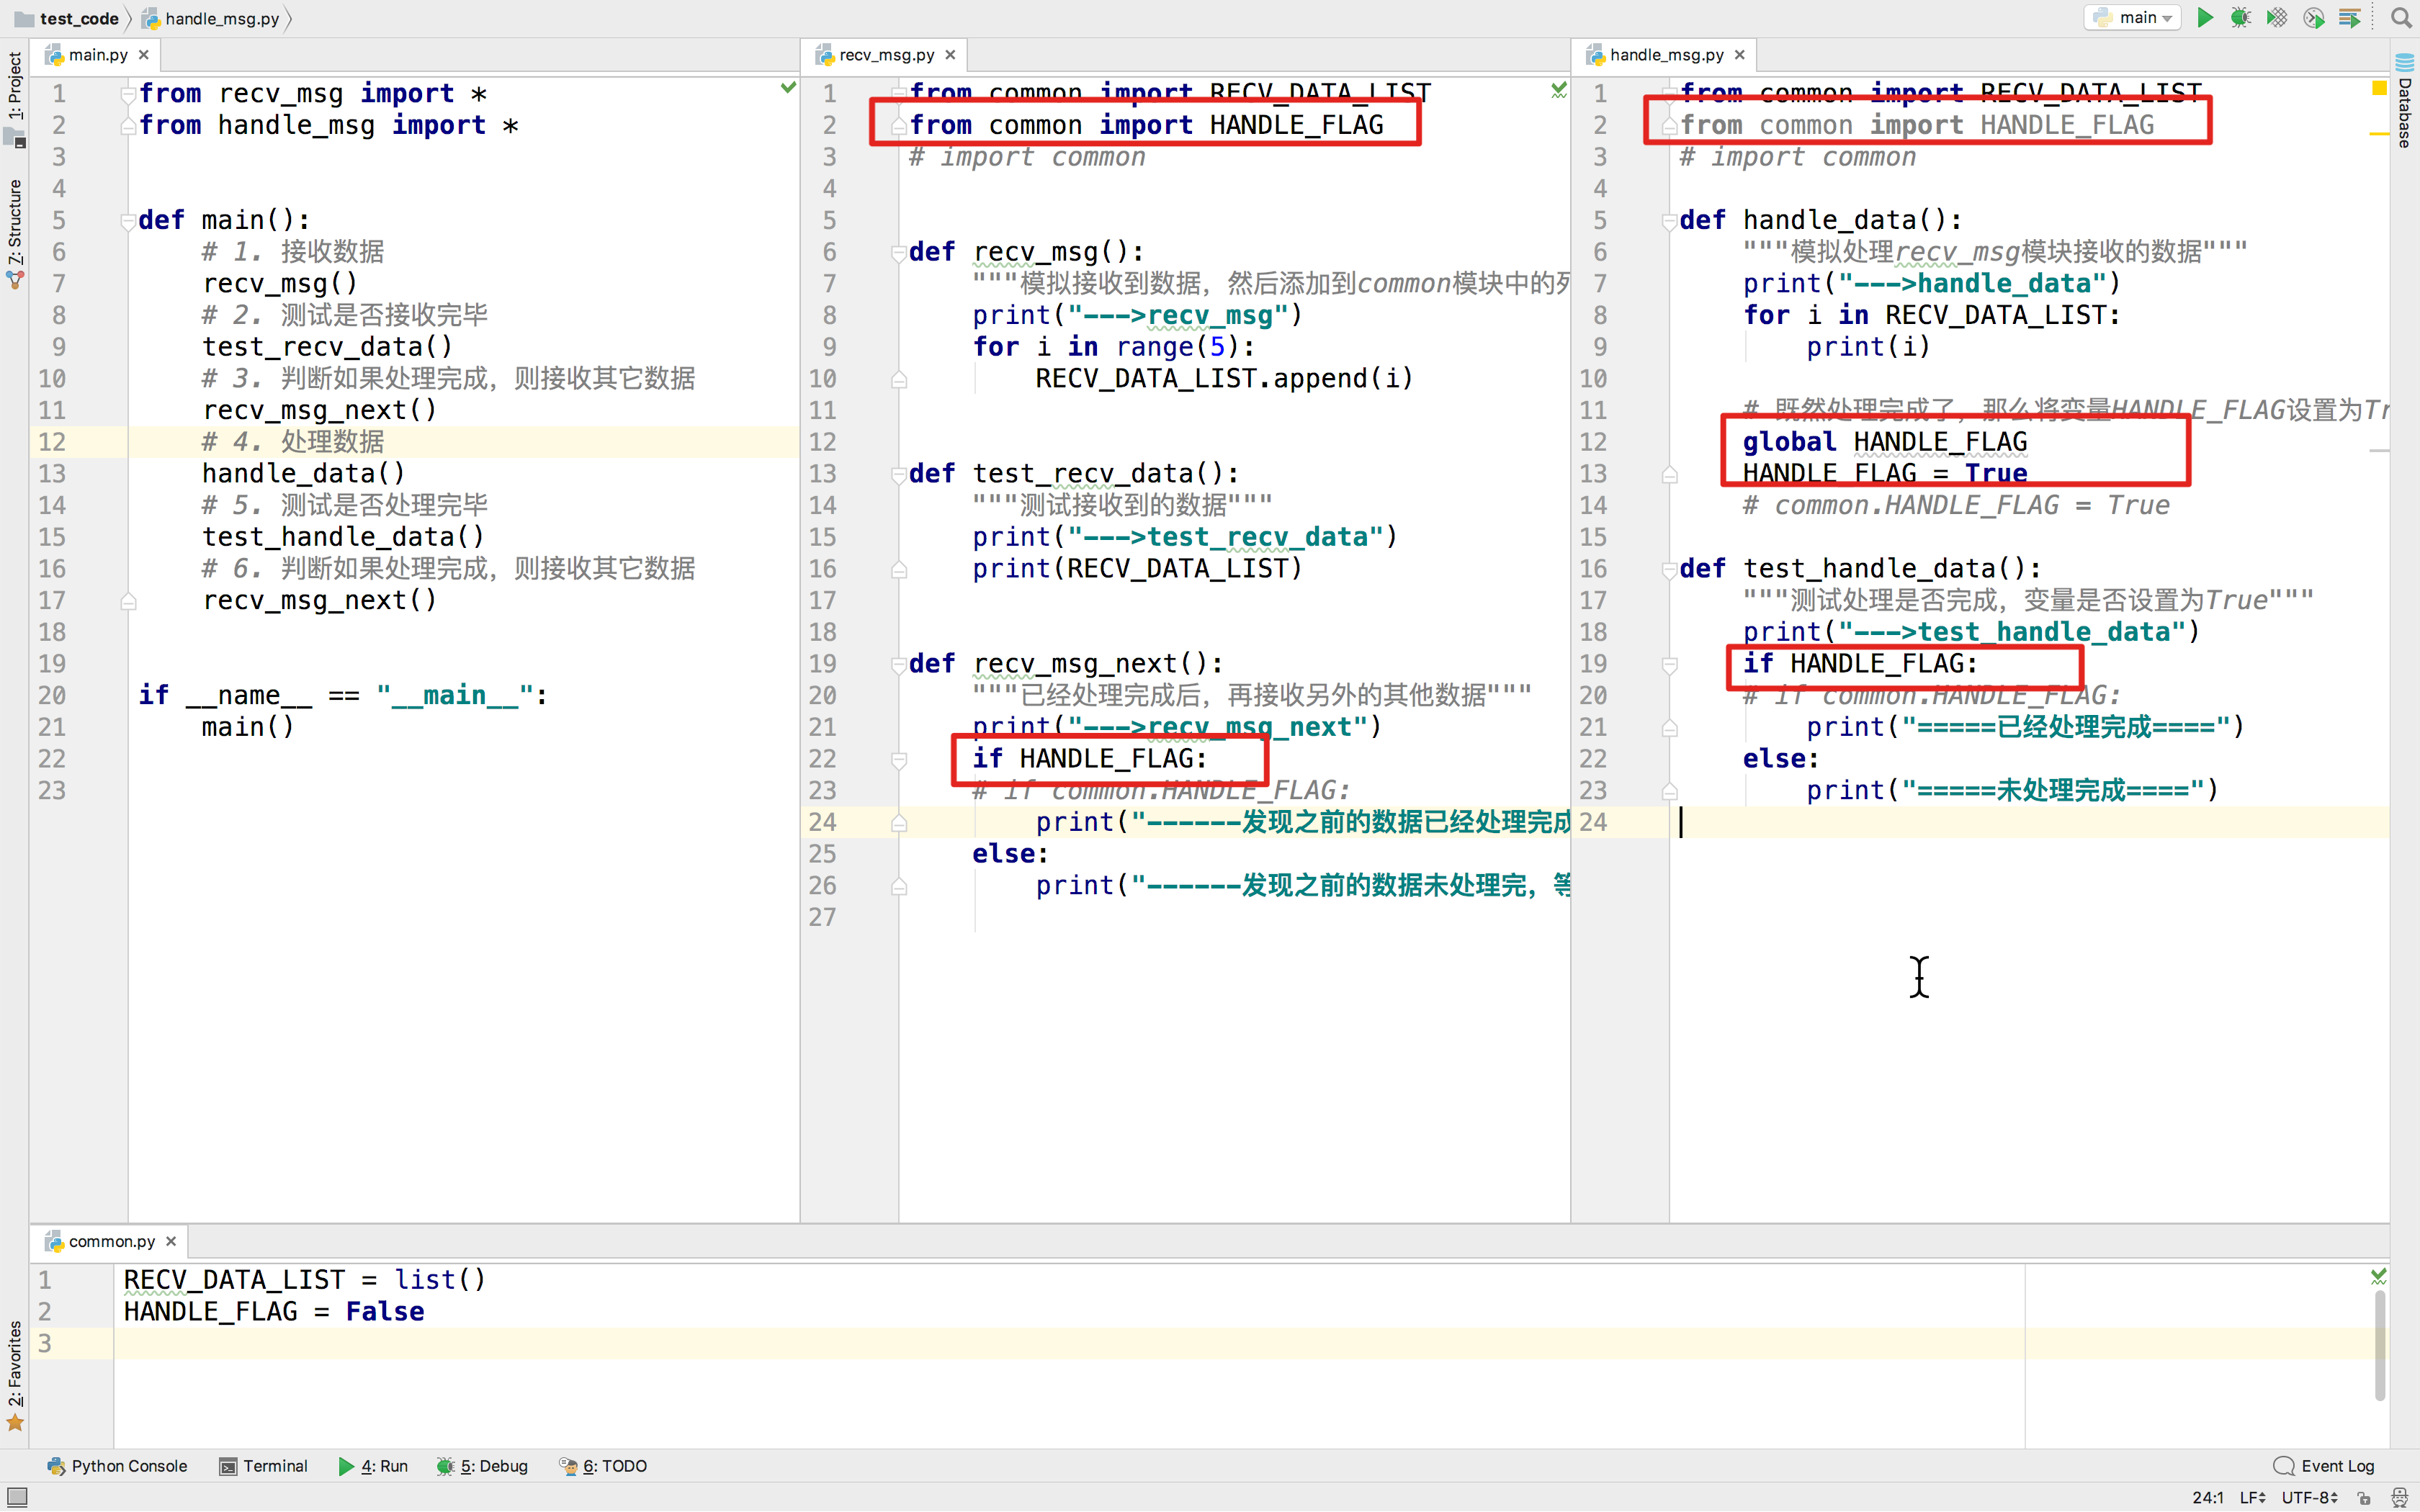 test_code
handle_msg.py
main
1: Project
7: Structure
2: Favorites
Database
main.py
1 from recv_msg import *
2 from handle_msg import *
3
4
5 def main():
6 # 1. 接收数据
7 recv_msg()
8 # 2. 测试是否接收完毕
9 test_recv_data()
10 # 3. 判断如果处理完成，则接收其它数据
11 recv_msg_next()
12 # 4. 处理数据
13 handle_data()
14 # 5. 测试是否处理完毕
15 test_handle_data()
16 # 6. 判断如果处理完成，则接收其它数据
17 recv_msg_next()
18
19
20 if __name__ == "__main__":
21 main()
22
23
recv_msg.py
1 from common import RECV_DATA_LIST
2 from common import HANDLE_FLAG
3 # import common
4
5
6 def recv_msg():
7 """模拟接收到数据，然后添加到common模块中的列
8 print("--->recv_msg")
9 for i in range(5):
10 RECV_DATA_LIST.append(i)
11
12
13 def test_recv_data():
14 """测试接收到的数据"""
15 print("--->test_recv_data")
16 print(RECV_DATA_LIST)
17
18
19 def recv_msg_next():
20 """已经处理完成后，再接收另外的其他数据"""
21 print("--->recv_msg_next")
22 if HANDLE_FLAG:
23 # if common.HANDLE_FLAG:
24 print("------发现之前的数据已经处理完成
25 else:
26 print("------发现之前的数据未处理完，等
27
handle_msg.py
1 from common import RECV_DATA_LIST
2 from common import HANDLE_FLAG
3 # import common
4
5 def handle_data():
6 """模拟处理recv_msg模块接收的数据"""
7 print("--->handle_data")
8 for i in RECV_DATA_LIST:
9 print(i)
10
11 # 既然处理完成了，那么将变量HANDLE_FLAG设置为Tr
12 global HANDLE_FLAG
13 HANDLE_FLAG = True
14 # common.HANDLE_FLAG = True
15
16 def test_handle_data():
17 """测试处理是否完成，变量是否设置为True"""
18 print("--->test_handle_data")
19 if HANDLE_FLAG:
20 # if common.HANDLE_FLAG:
21 print("=====已经处理完成====")
22 else:
23 print("=====未处理完成====")
24
common.py
1 RECV_DATA_LIST = list()
2 HANDLE_FLAG = False
3
Python Console
Terminal
4: Run
5: Debug
6: TODO
Event Log
24:1
LF
UTF-8